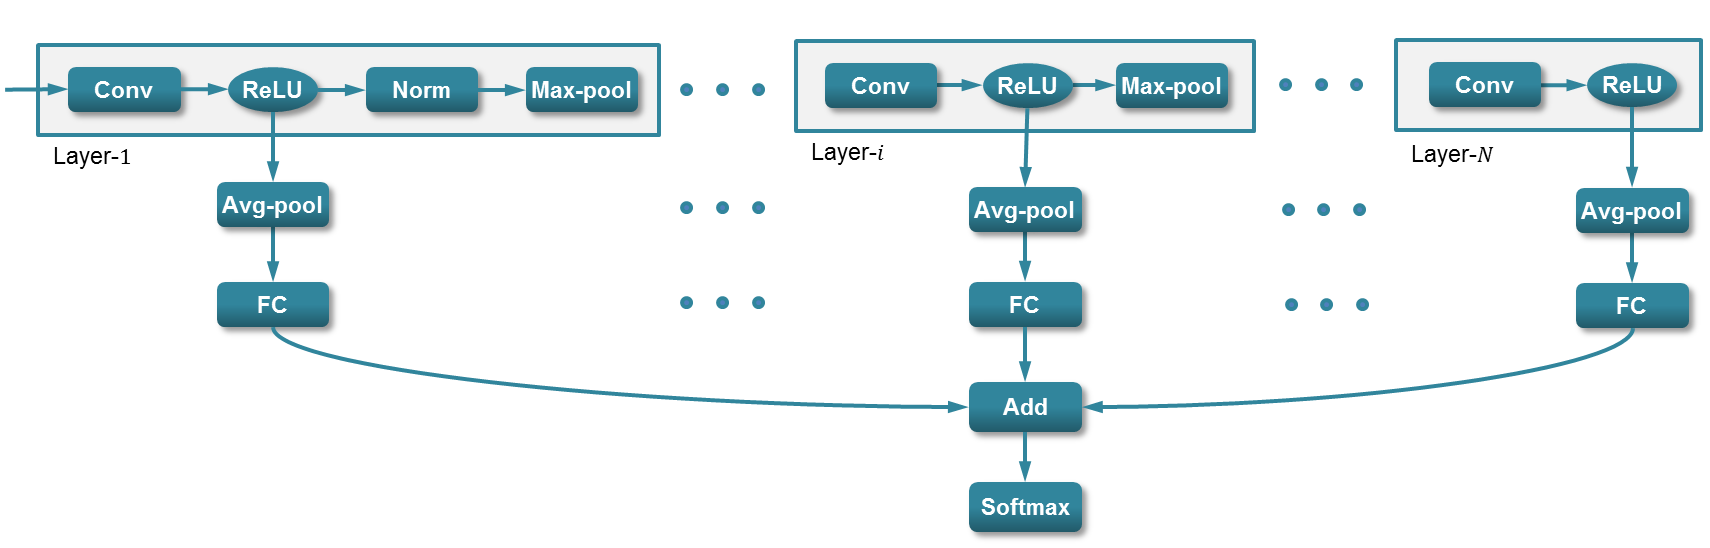 Conv ReLU Norm Max-pool
Conv ReLU Max-pool
Conv ReLU
Layer-1
Layer-i
Layer-N
Avg-pool
Avg-pool
Avg-pool
FC
FC
FC
Add
Softmax